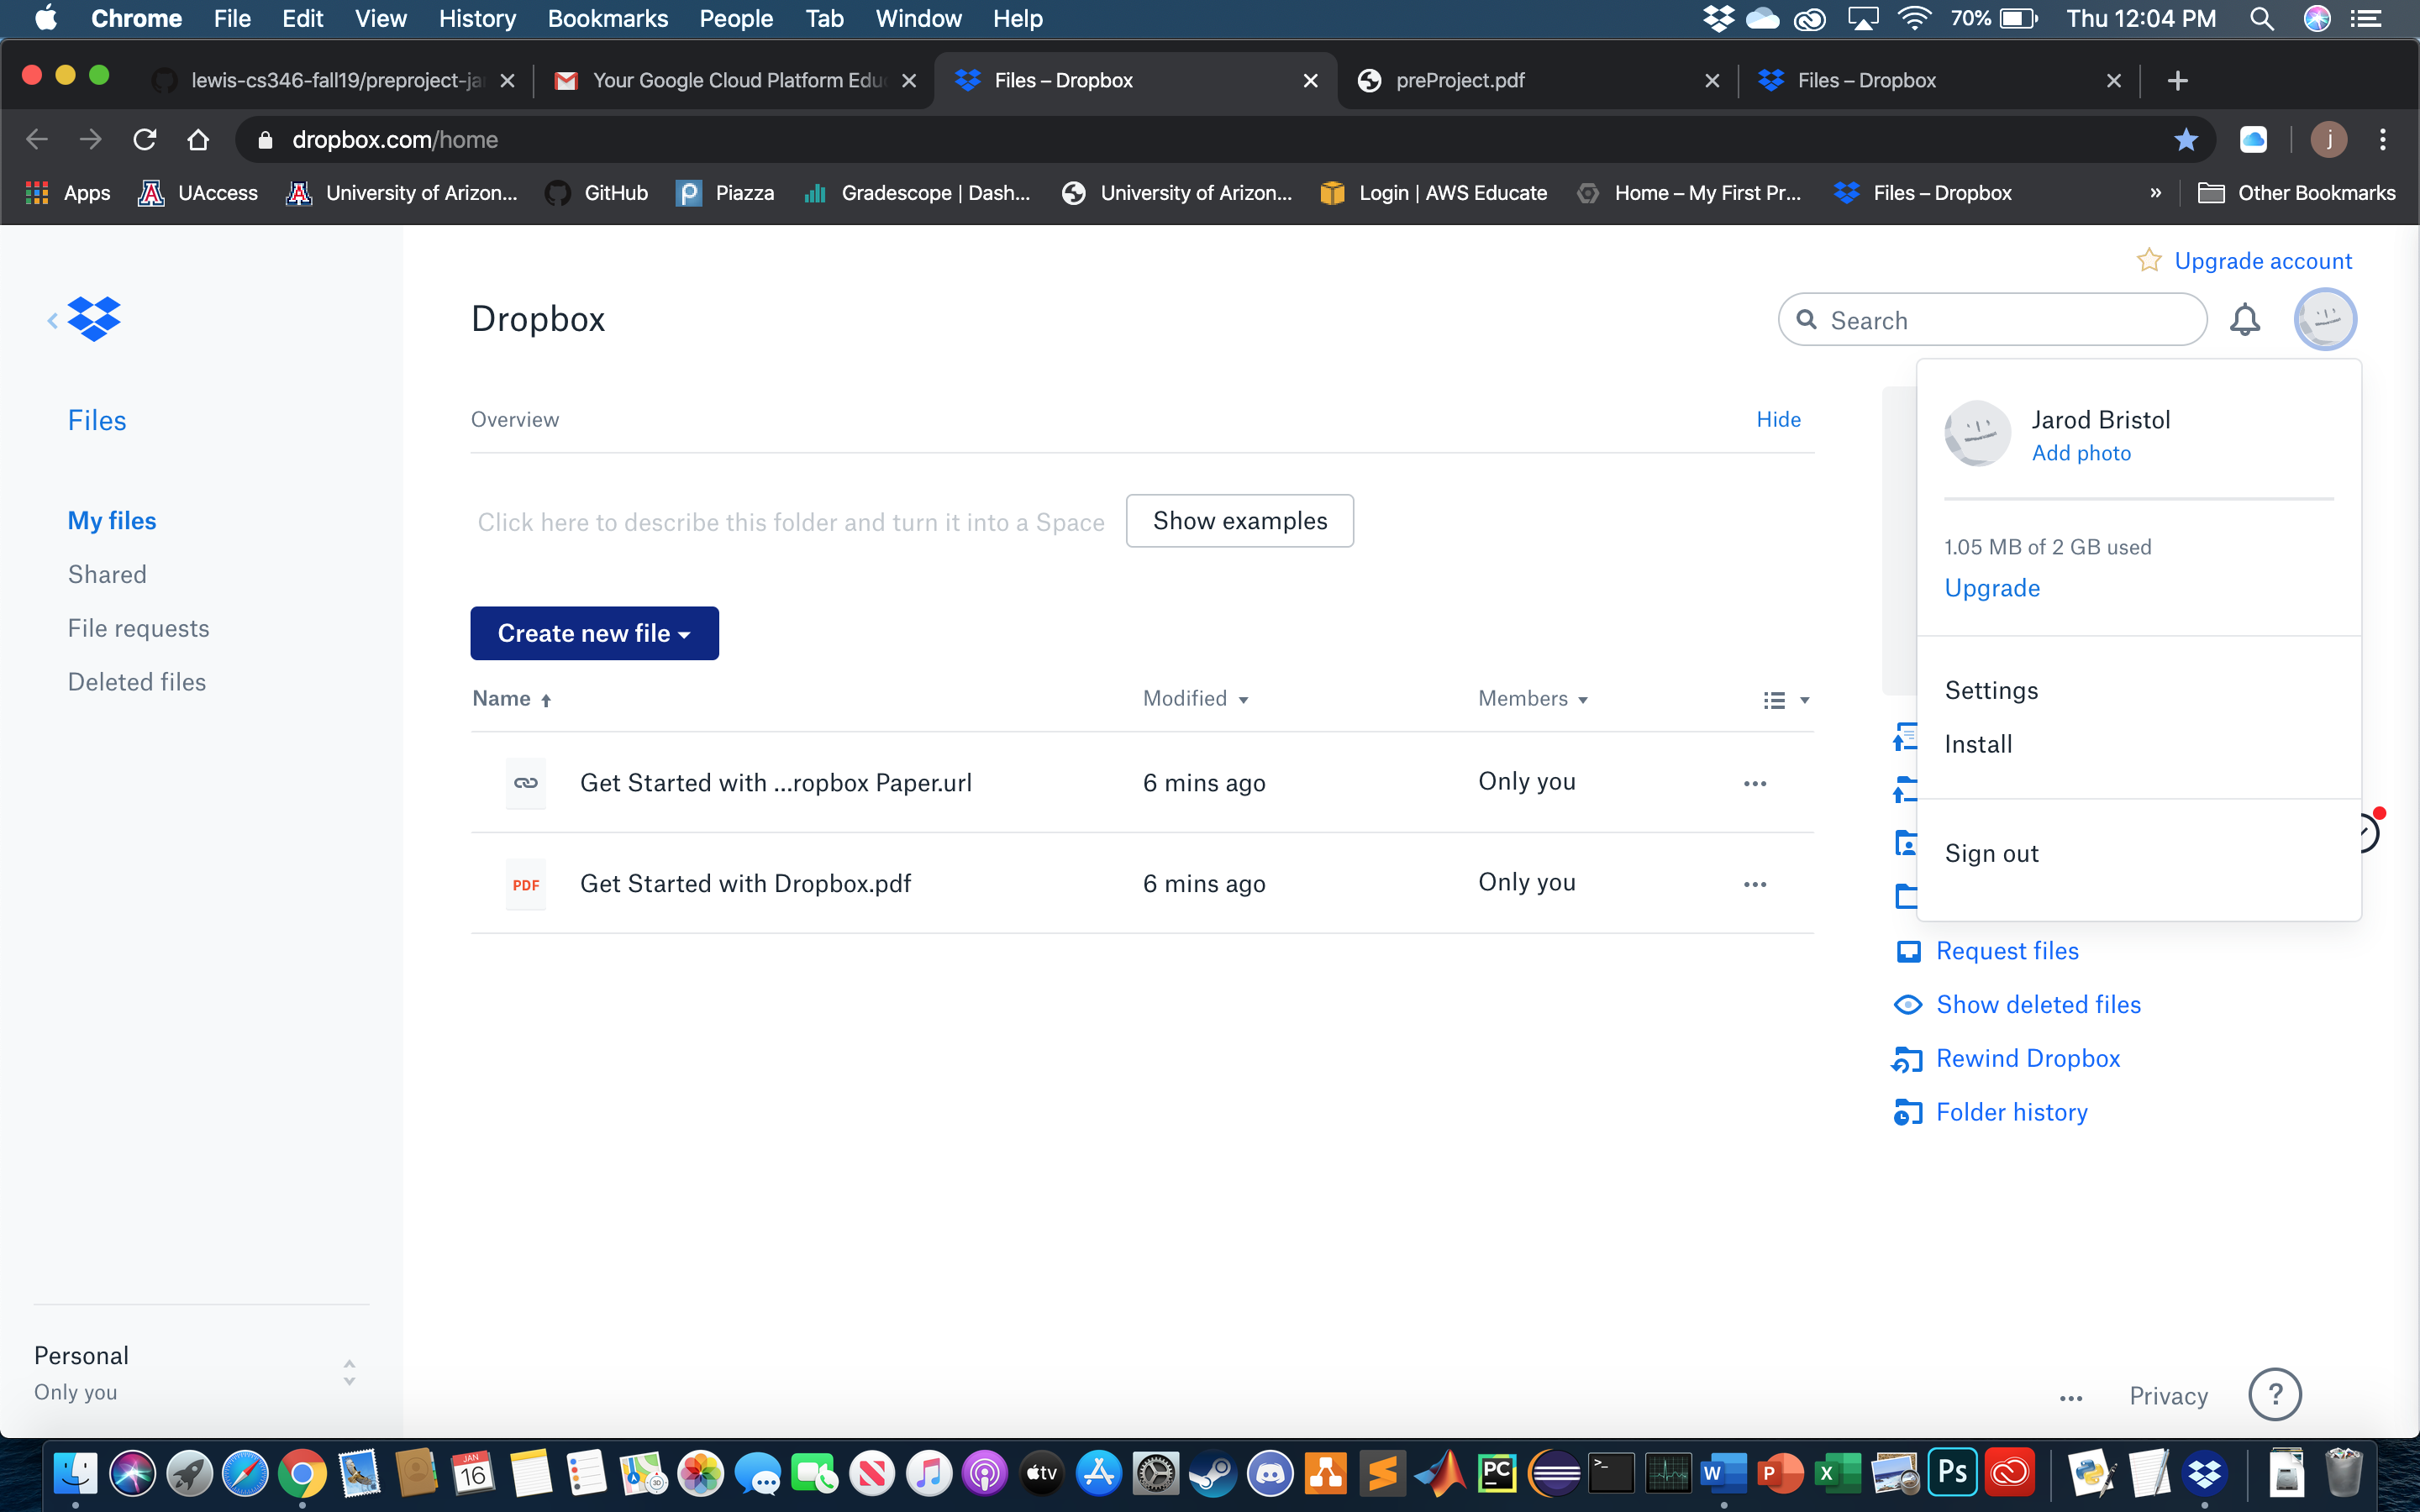 Chrome File Edit View History Bookmarks People Tab Window Help 70% Thu 12:04 PM
lewis-cs346-fall19/preproject-ja Your Google Cloud Platform Edu Files – Dropbox preProject.pdf Files – Dropbox
dropbox.com/home j
Apps UAccess University of Arizon... GitHub Piazza Gradescope | Dash... University of Arizon... Login | AWS Educate Home – My First Pr... Files – Dropbox » Other Bookmarks
Upgrade account
Dropbox
Search
Files
My files
Shared
File requests
Deleted files
Overview Hide
Click here to describe this folder and turn it into a Space Show examples
Create new file
Name Modified Members
Get Started with ...ropbox Paper.url 6 mins ago Only you
PDF Get Started with Dropbox.pdf 6 mins ago Only you
Jarod Bristol
Add photo
1.05 MB of 2 GB used
Upgrade
Settings
Install
Sign out
Request files
Show deleted files
Rewind Dropbox
Folder history
Personal
Only you
Privacy ?
JAN
16
tv
PC
W
P
X
Ps